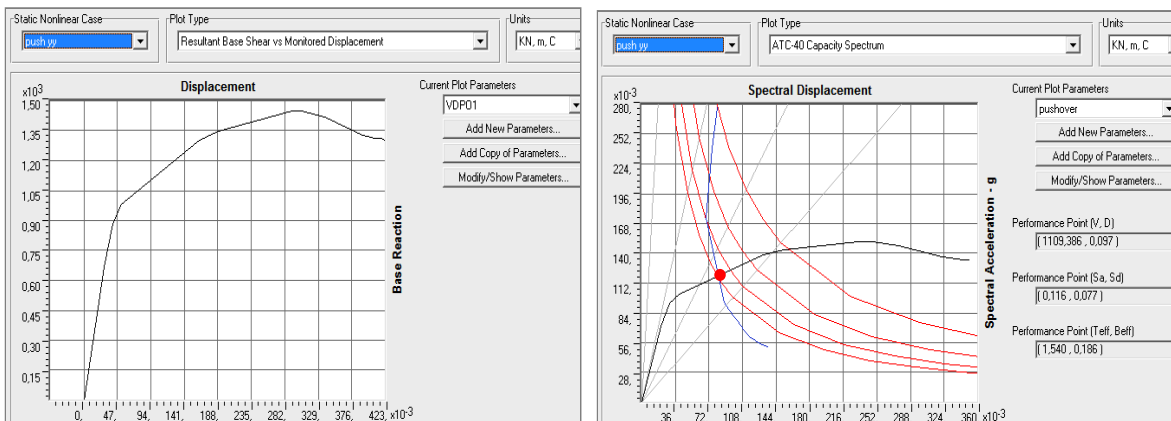 Static Nonlinear Case
push yy
Plot Type
Resultant Base Shear vs Monitored Displacement
Units
KN, m, C
Displacement
x10³
1,50
1,35
1,20
1,05
0,90
0,75
0,60
0,45
0,30
0,15
0, 47, 94, 141, 188, 235, 282, 329, 376, 423, x10⁻³
Base Reaction
Current Plot Parameters
VDPO1
Add New Parameters...
Add Copy of Parameters...
Modify/Show Parameters...
Static Nonlinear Case
push yy
Plot Type
ATC-40 Capacity Spectrum
Units
KN, m, C
Spectral Displacement
x10⁻³
280,
252,
224,
196,
168,
140,
112,
84,
56,
28,
36, 72, 108, 144, 180, 216, 252, 288, 324, 360, x10⁻³
Spectral Acceleration - g
Current Plot Parameters
pushover
Add New Parameters...
Add Copy of Parameters...
Modify/Show Parameters...
Performance Point (V, D)
( 1109,386 , 0,097 )
Performance Point (Sa, Sd)
( 0,116 , 0,077 )
Performance Point (Teff, Beff)
( 1,540 , 0,186 )